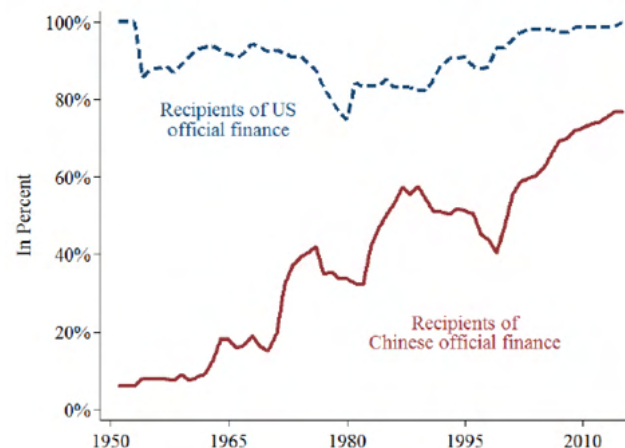 100%
80%
60%
40%
20%
0%
In Percent
Recipients of US
official finance
Recipients of
Chinese official finance
1950
1965
1980
1995
2010